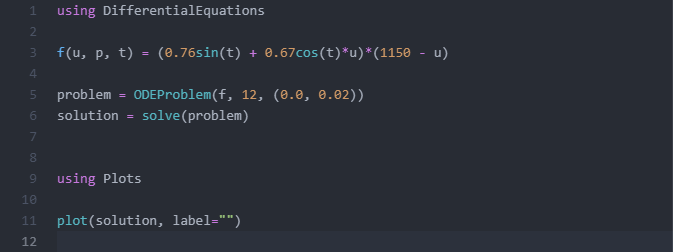 1 using DifferentialEquations
2
3 f(u, p, t) = (0.76sin(t) + 0.67cos(t)*u)*(1150 - u)
4
5 problem = ODEProblem(f, 12, (0.0, 0.02))
6 solution = solve(problem)
7
8
9 using Plots
10
11 plot(solution, label="")
12